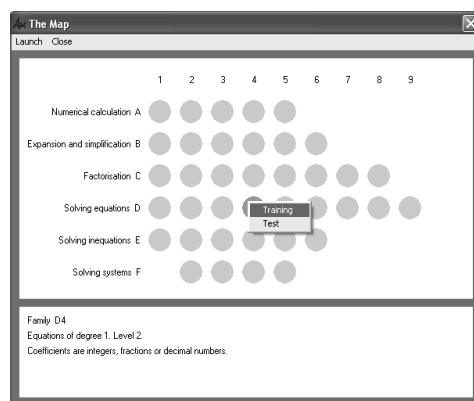 Ax The Map
Launch Close
1 2 3 4 5 6 7 8 9
Numerical calculation A
Expansion and simplification B
Factorisation C
Solving equations D
Training
Test
Solving inequations E
Solving systems F
Family D4
Equations of degree 1. Level 2.
Coefficients are integers, fractions or decimal numbers.